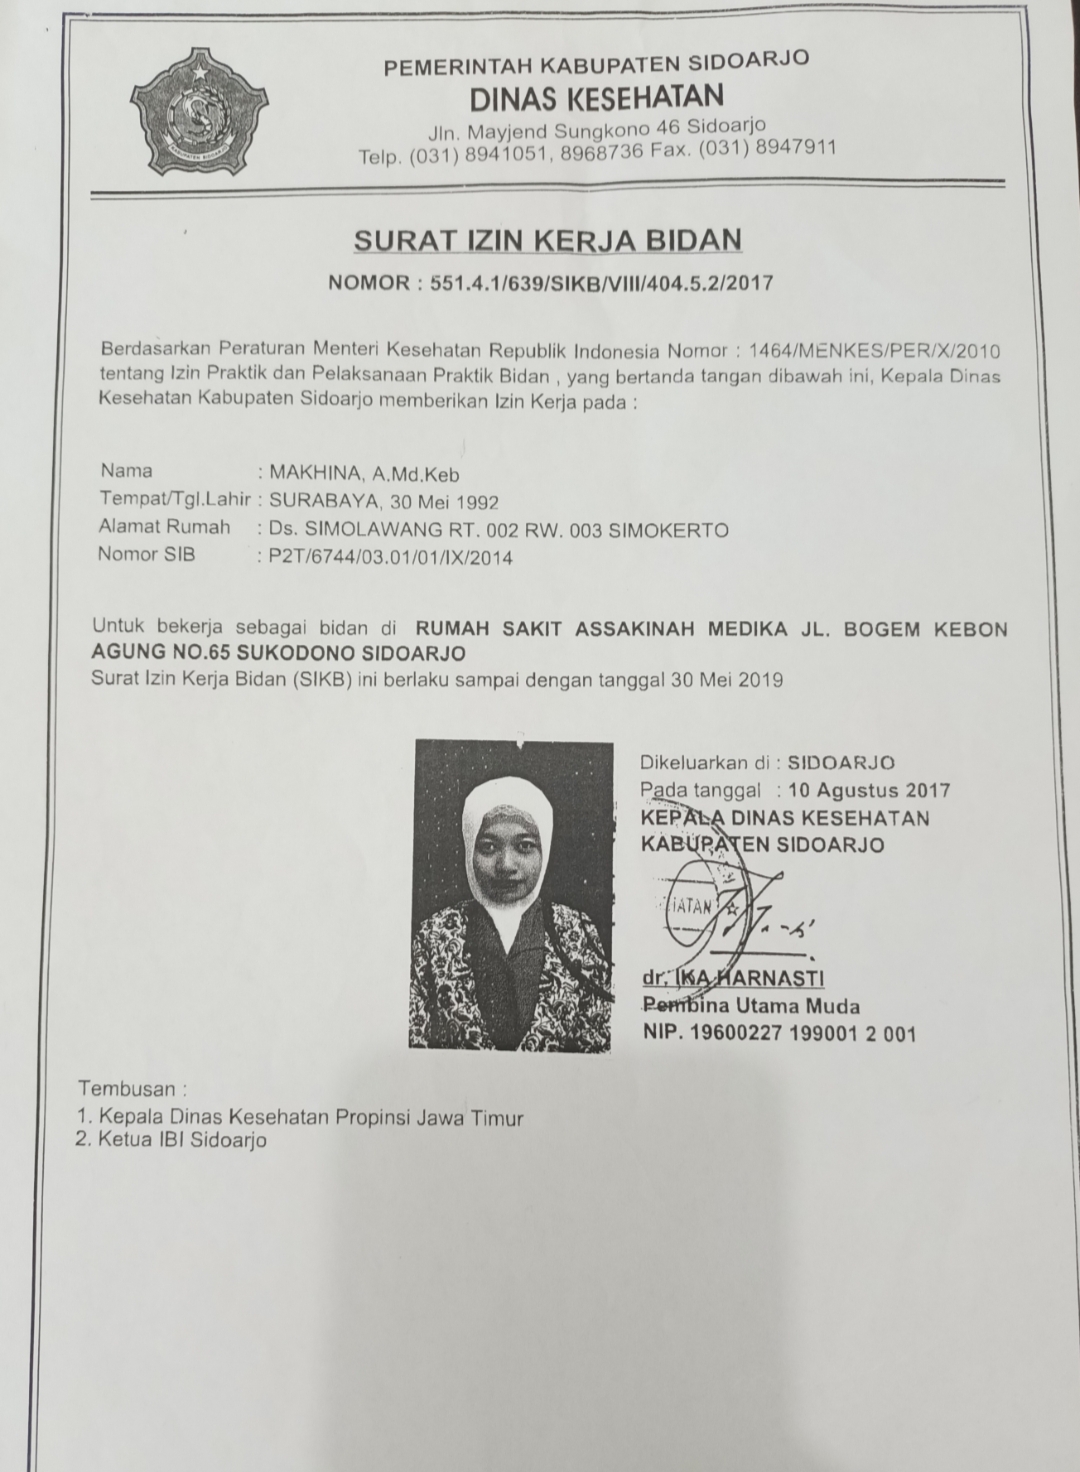 PEMERINTAH KABUPATEN SIDOARJO
DINAS KESEHATAN
Jln. Mayjend Sungkono 46 Sidoarjo
Telp. (031) 8941051, 8968736 Fax. (031) 8947911
KABUPATEN SIDOARJO
SURAT IZIN KERJA BIDAN
NOMOR : 551.4.1/639/SIKB/VIII/404.5.2/2017
Berdasarkan Peraturan Menteri Kesehatan Republik Indonesia Nomor : 1464/MENKES/PER/X/2010
tentang Izin Praktik dan Pelaksanaan Praktik Bidan , yang bertanda tangan dibawah ini, Kepala Dinas
Kesehatan Kabupaten Sidoarjo memberikan Izin Kerja pada :
Nama : MAKHINA, A.Md.Keb
Tempat/Tgl.Lahir : SURABAYA, 30 Mei 1992
Alamat Rumah : Ds. SIMOLAWANG RT. 002 RW. 003 SIMOKERTO
Nomor SIB : P2T/6744/03.01/01/IX/2014
Untuk bekerja sebagai bidan di RUMAH SAKIT ASSAKINAH MEDIKA JL. BOGEM KEBON
AGUNG NO.65 SUKODONO SIDOARJO
Surat Izin Kerja Bidan (SIKB) ini berlaku sampai dengan tanggal 30 Mei 2019
Dikeluarkan di : SIDOARJO
Pada tanggal : 10 Agustus 2017
KEPALA DINAS KESEHATAN
KABUPATEN SIDOARJO
IATAN
dr. IKA HARNASTI
Pembina Utama Muda
NIP. 19600227 199001 2 001
Tembusan :
1. Kepala Dinas Kesehatan Propinsi Jawa Timur
2. Ketua IBI Sidoarjo